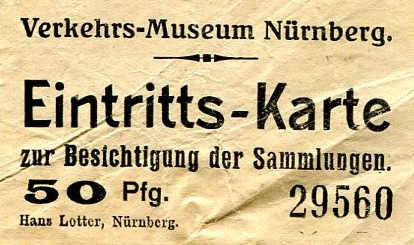 Verkehrs-Museum Nürnberg.
Eintritts-Karte
zur Besichtigung der Sammlungen.
50 Pfg. 29560
Hans Lotter, Nürnberg.